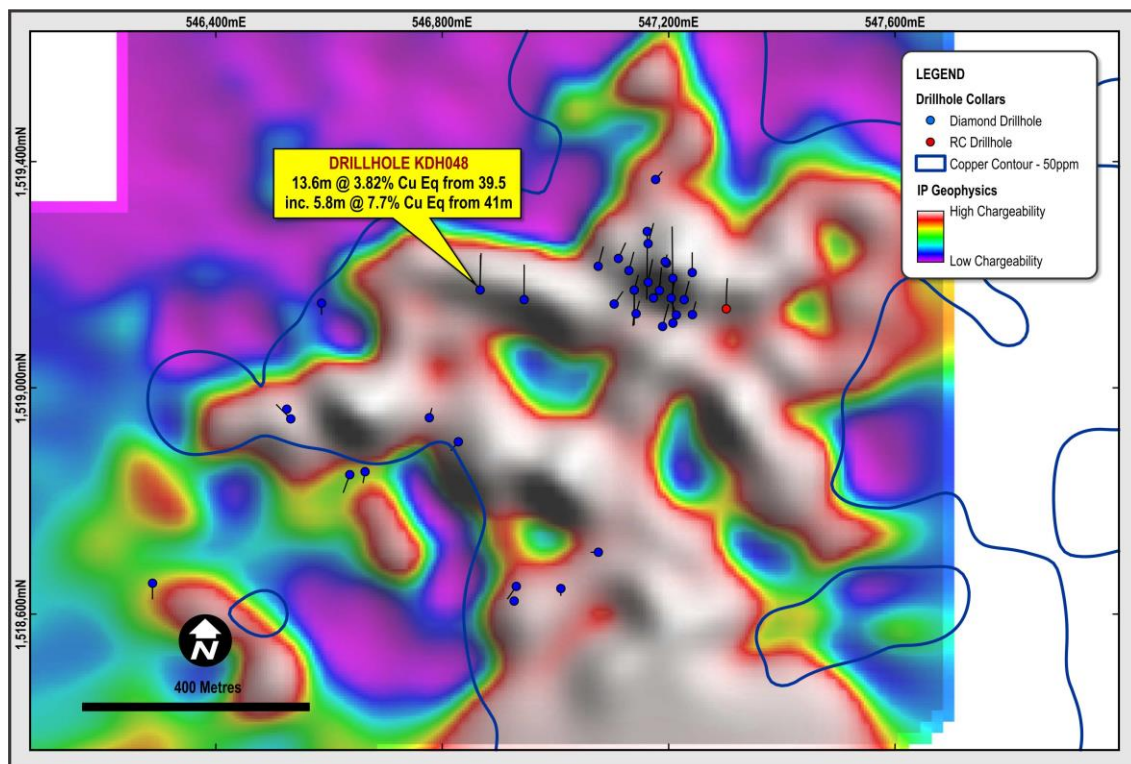 546,400mE
546,800mE
547,200mE
547,600mE
1,519,400mN
1,519,000mN
1,518,600mN
DRILLHOLE KDH048
13.6m @ 3.82% Cu Eq from 39.5
inc. 5.8m @ 7.7% Cu Eq from 41m
LEGEND
Drillhole Collars
Diamond Drillhole
RC Drillhole
Copper Contour - 50ppm
IP Geophysics
High Chargeability
Low Chargeability
N
400 Metres